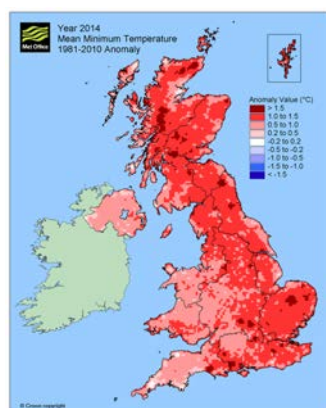 Met Office
Year 2014
Mean Minimum Temperature
1981-2010 Anomaly
Anomaly Value (°C)
> 1.5
1.0 to 1.5
0.5 to 1.0
0.2 to 0.5
-0.2 to 0.2
-0.5 to -0.2
-1.0 to -0.5
-1.5 to -1.0
< -1.5
© Crown copyright